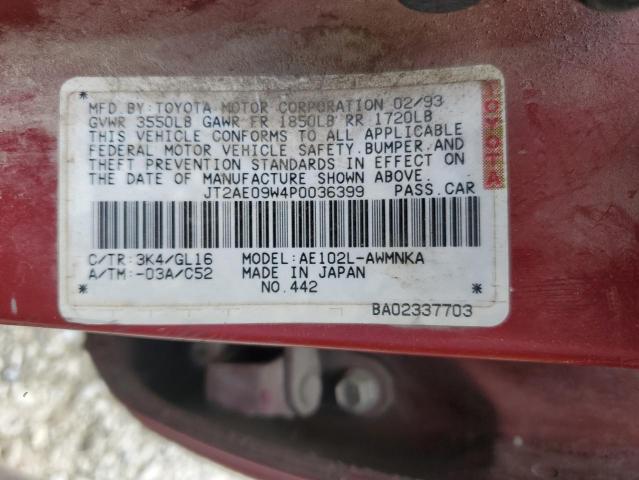 MFD.BY:TOYOTA MOTOR CORPORATION 02/93
GVWR 3550LB GAWR FR 1850LB RR 1720LB
THIS VEHICLE CONFORMS TO ALL APPLICABLE
FEDERAL MOTOR VEHICLE SAFETY.BUMPER.AND
THEFT PREVENTION STANDARDS IN EFFECT ON
THE DATE OF MANUFACTURE SHOWN ABOVE.
JT2AE09W4P0036399 PASS.CAR
C/TR:3K4/GL16 MODEL:AE102L-AWMNKA
A/TM:-03A/C52 MADE IN JAPAN
* NO.442 *
BA02337703
TOYOTA